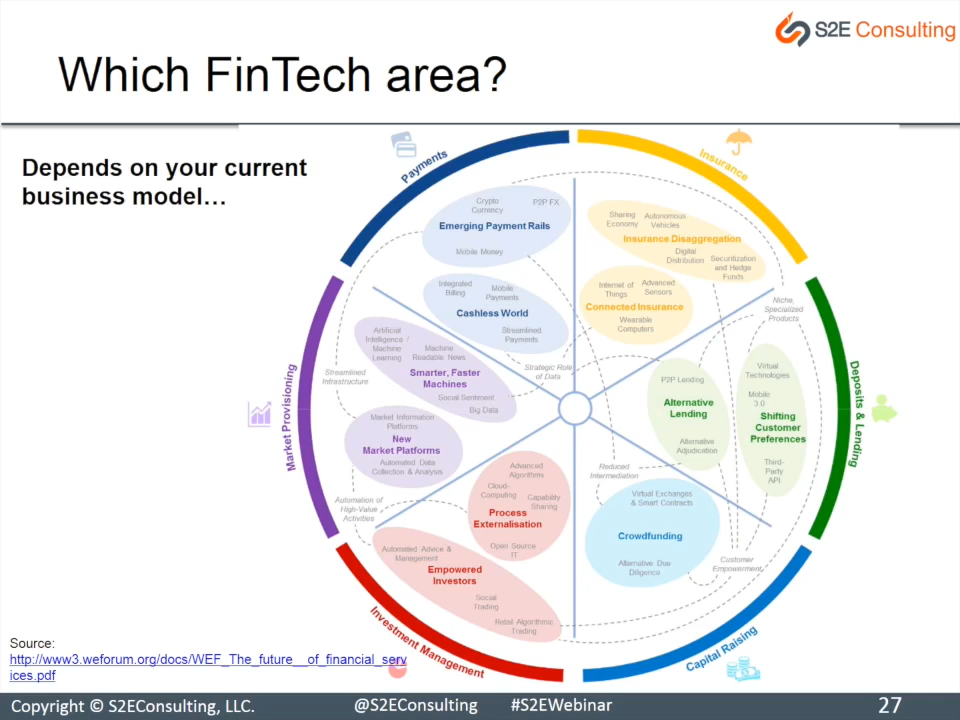 S2E Consulting
Which FinTech area?
Depends on your current
business model…
Payments
Crypto
Currency
P2P FX
Emerging Payment Rails
Mobile Money
Integrated
Billing
Mobile
Payments
Cashless World
Streamlined
Payments
Insurance
Sharing
Economy
Autonomous
Vehicles
Insurance Disaggregation
Digital
Distribution
Securitization
and Hedge
Funds
Internet of
Things
Advanced
Sensors
Connected Insurance
Wearable
Computers
Niche,
Specialized
Products
Market Provisioning
Artificial
Intelligence /
Machine
Learning
Machine
Readable News
Smarter, Faster
Machines
Social Sentiment
Big Data
Streamlined
Infrastructure
Strategic Role
of Data
Market Information
Platforms
New
Market Platforms
Automated Data
Collection & Analysis
Automation of
High-Value
Activities
Deposits & Lending
P2P Lending
Alternative
Lending
Alternative
Adjudication
Virtual
Technologies
Mobile
3.0
Shifting
Customer
Preferences
Third-
Party
API
Reduced
Intermediation
Advanced
Algorithms
Cloud-
Computing
Capability
Sharing
Process
Externalisation
Open Source
IT
Automated Advice &
Management
Empowered
Investors
Social
Trading
Retail Algorithmic
Trading
Investment Management
Virtual Exchanges
& Smart Contracts
Crowdfunding
Alternative Due
Diligence
Customer
Empowerment
Capital Raising
Source:
http://www3.weforum.org/docs/WEF_The_future__of_financial_serv
ices.pdf
Copyright © S2EConsulting, LLC.
@S2EConsulting
#S2EWebinar
27